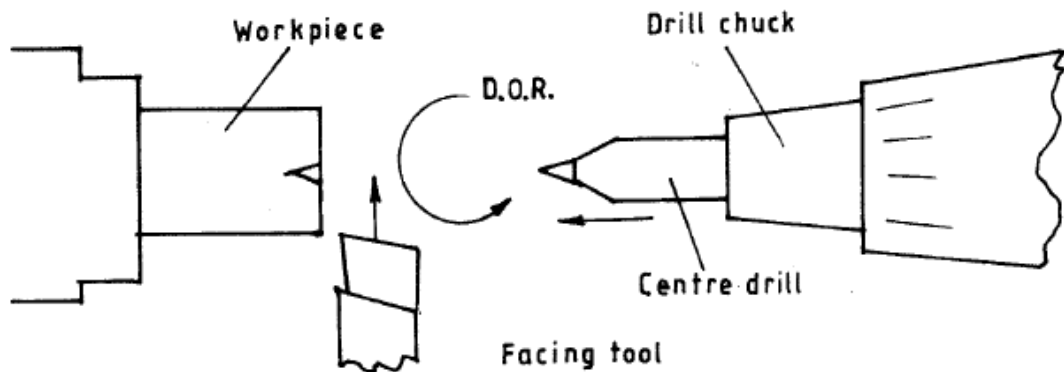 Workpiece
Drill chuck
D.O.R.
Centre drill
Facing tool